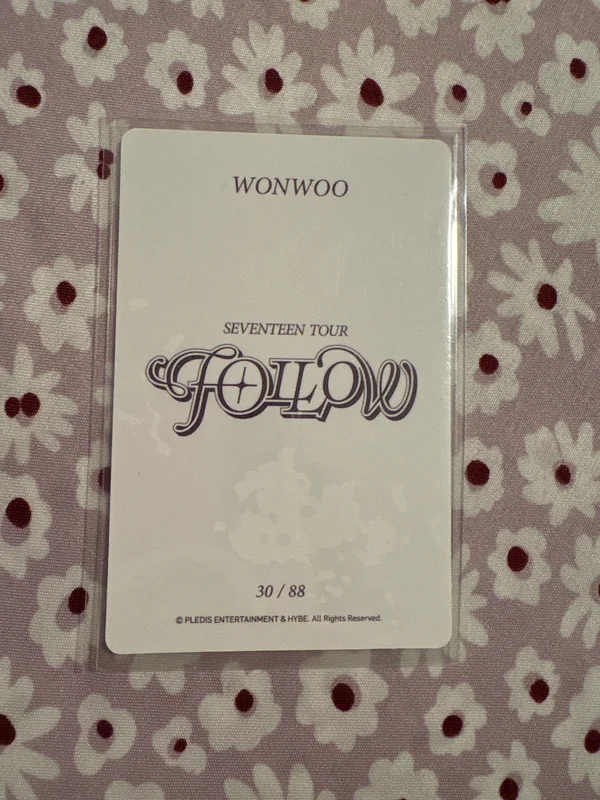 WONWOO
SEVENTEEN TOUR
FOLLOW
30 / 88
© PLEDIS ENTERTAINMENT & HYBE. All Rights Reserved.